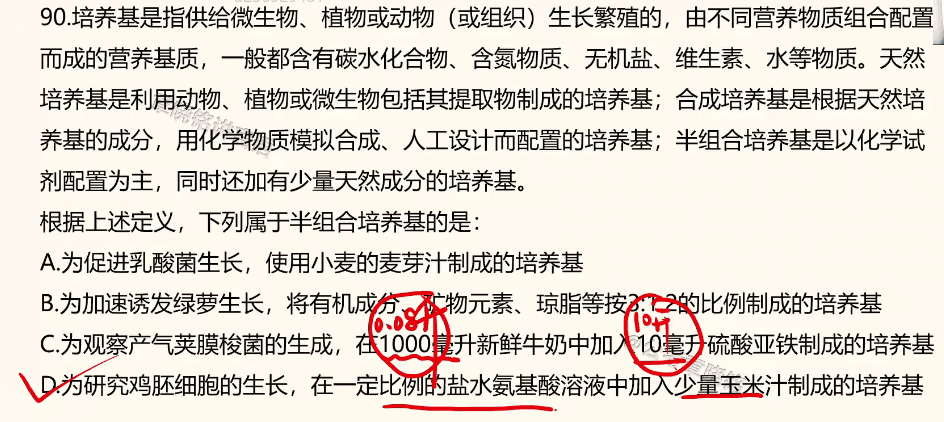 90.培养基是指供给微生物、植物或动物（或组织）生长繁殖的，由不同营养物质组合配置
而成的营养基质，一般都含有碳水化合物、含氮物质、无机盐、维生素、水等物质。天然
培养基是利用动物、植物或微生物包括其提取物制成的培养基；合成培养基是根据天然培
养基的成分，用化学物质模拟合成、人工设计而配置的培养基；半组合培养基是以化学试
剂配置为主，同时还加有少量天然成分的培养基。
根据上述定义，下列属于半组合培养基的是：
A.为促进乳酸菌生长，使用小麦的麦芽汁制成的培养基
B.为加速诱发绿萝生长，将有机成分、矿物元素、琼脂等按3:1:2的比例制成的培养基
0.08升
10升
C.为观察产气荚膜梭菌的生成，在1000毫升新鲜牛奶中加入10毫升硫酸亚铁制成的培养基
D.为研究鸡胚细胞的生长，在一定比例的盐水氨基酸溶液中加入少量玉米汁制成的培养基